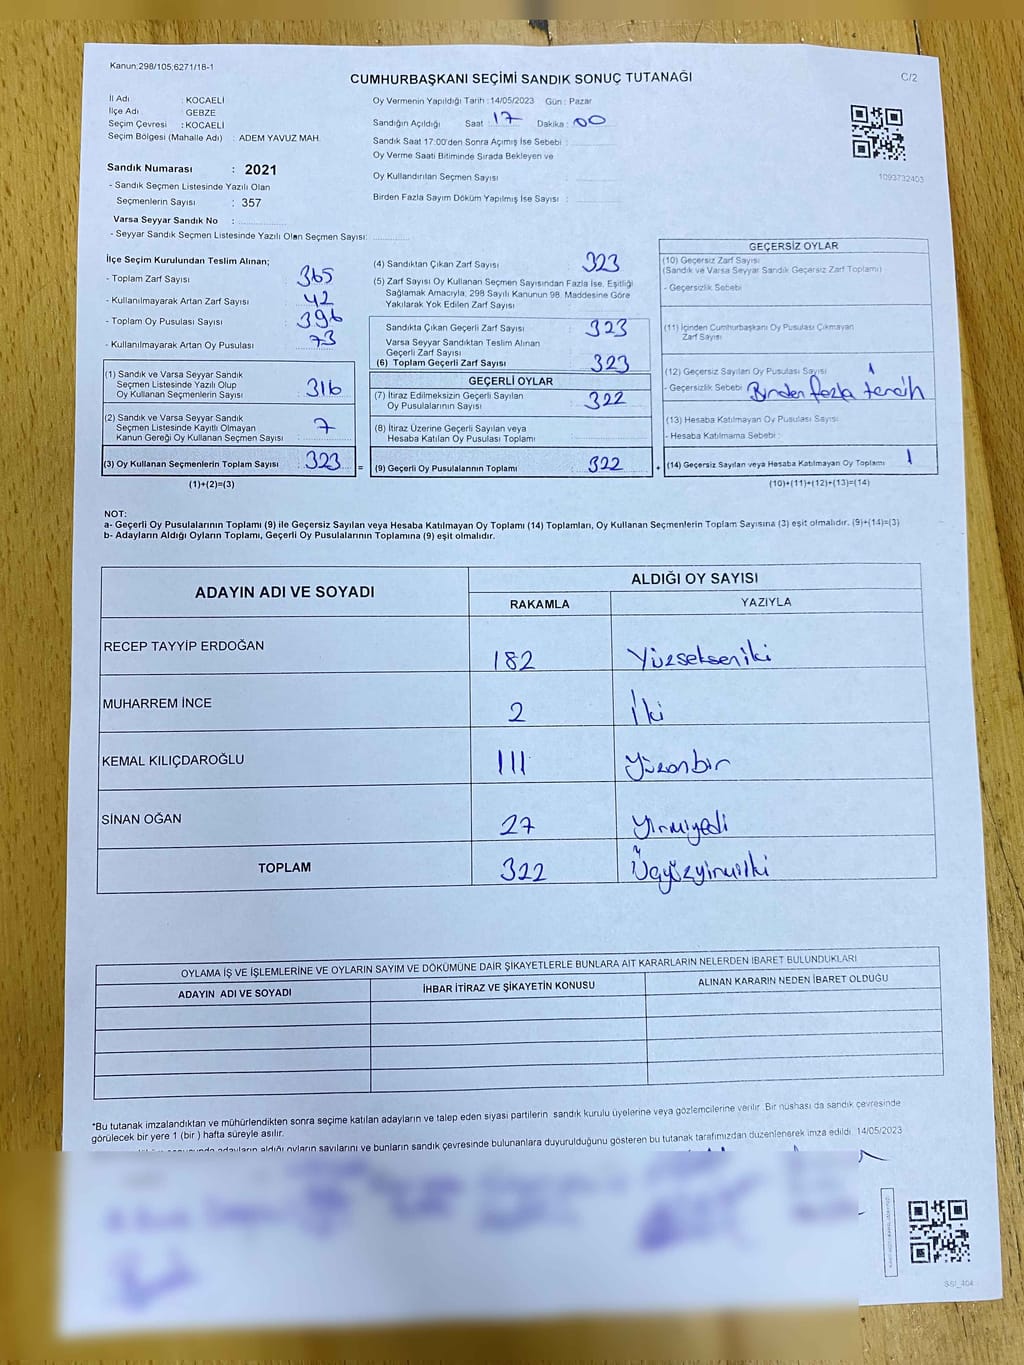 Kanun:298/105,6271/18-1
CUMHURBAŞKANI SEÇİMİ SANDIK SONUÇ TUTANAĞI
C/2
İl Adı : KOCAELİ
İlçe Adı : GEBZE
Seçim Çevresi : KOCAELİ
Seçim Bölgesi (Mahalle Adı) : ADEM YAVUZ MAH.
Sandık Numarası : 2021
- Sandık Seçmen Listesinde Yazılı Olan
Seçmenlerin Sayısı : 357
Varsa Seyyar Sandık No :
- Seyyar Sandık Seçmen Listesinde Yazılı Olan Seçmen Sayısı:
Oy Vermenin Yapıldığı Tarih : 14/05/2023 Gün : Pazar
Sandığın Açıldığı Saat : 17 Dakika : 00
Sandık Saat 17:00'den Sonra Açımış İse Sebebi :
Oy Verme Saati Bitiminde Sırada Bekleyen ve
Oy Kullandırılan Seçmen Sayısı
Birden Fazla Sayım Döküm Yapılmış İse Sayısı :
1093732403
İlçe Seçim Kurulundan Teslim Alınan;
- Toplam Zarf Sayısı : 365
- Kullanılmayarak Artan Zarf Sayısı : 42
- Toplam Oy Pusulası Sayısı : 396
- Kullanılmayarak Artan Oy Pusulası : 73
(1) Sandık ve Varsa Seyyar Sandık
Seçmen Listesinde Yazılı Olup
Oy Kullanan Seçmenlerin Sayısı : 316
(2) Sandık ve Varsa Seyyar Sandık
Seçmen Listesinde Kayıtlı Olmayan
Kanun Gereği Oy Kullanan Seçmen Sayısı : 7
(3) Oy Kullanan Seçmenlerin Toplam Sayısı : 323 =
(1)+(2)=(3)
(4) Sandıktan Çıkan Zarf Sayısı : 323
(5) Zarf Sayısı Oy Kullanan Seçmen Sayısından Fazla İse, Eşitliği
Sağlamak Amacıyla, 298 Sayılı Kanunun 98. Maddesine Göre
Yakılarak Yok Edilen Zarf Sayısı :
Sandıkta Çıkan Geçerli Zarf Sayısı : 323
Varsa Seyyar Sandıktan Teslim Alınan
Geçerli Zarf Sayısı :
(6) Toplam Geçerli Zarf Sayısı : 323
GEÇERLİ OYLAR
(7) İtiraz Edilmeksizin Geçerli Sayılan
Oy Pusulalarının Sayısı : 322
(8) İtiraz Üzerine Geçerli Sayılan veya
Hesaba Katılan Oy Pusulası Toplamı :
(9) Geçerli Oy Pusulalarının Toplamı : 322 +
GEÇERSİZ OYLAR
(10) Geçersiz Zarf Sayısı
(Sandık ve Varsa Seyyar Sandık Geçersiz Zarf Toplamı)
- Geçersizlik Sebebi
(11) İçinden Cumhurbaşkanı Oy Pusulası Çıkmayan
Zarf Sayısı
(12) Geçersiz Sayılan Oy Pusulası Sayısı : 1
- Geçersizlik Sebebi : Birden fazla tercih
(13) Hesaba Katılmayan Oy Pusulası Sayısı:
- Hesaba Katılmama Sebebi :
(14) Geçersiz Sayılan veya Hesaba Katılmayan Oy Toplamı : 1
(10)+(11)+(12)+(13)=(14)
NOT:
a- Geçerli Oy Pusulalarının Toplamı (9) ile Geçersiz Sayılan veya Hesaba Katılmayan Oy Toplamı (14) Toplamları, Oy Kullanan Seçmenlerin Toplam Sayısına (3) eşit olmalıdır. (9)+(14)=(3)
b- Adayların Aldığı Oyların Toplamı, Geçerli Oy Pusulalarının Toplamına (9) eşit olmalıdır.
ADAYIN ADI VE SOYADI
ALDIĞI OY SAYISI
RAKAMLA YAZIYLA
RECEP TAYYİP ERDOĞAN 182 Yüzsekseniki
MUHARREM İNCE 2 İki
KEMAL KILIÇDAROĞLU 111 Yüzonbir
SİNAN OĞAN 27 Yirmiyedi
TOPLAM 322 Üçyüzyirmiiki
OYLAMA İŞ VE İŞLEMLERİNE VE OYLARIN SAYIM VE DÖKÜMÜNE DAİR ŞİKAYETLERLE BUNLARA AİT KARARLARIN NELERDEN İBARET BULUNDUKLARI
ADAYIN ADI VE SOYADI İHBAR İTİRAZ VE ŞİKAYETİN KONUSU ALINAN KARARIN NEDEN İBARET OLDUĞU
*Bu tutanak imzalandıktan ve mühürlendikten sonra seçime katılan adayların ve talep eden siyasi partilerin sandık kurulu üyelerine veya gözlemcilerine verilir. Bir nüshası da sandık çevresinde
görülecek bir yere 1 (bir ) hafta süreyle asılır.
adayların aldığı oyların sayılarını ve bunların sandık çevresinde bulunanlara duyurulduğunu gösteren bu tutanak tarafımızdan düzenlenerek imza edildi. 14/05/2023
SSI_404